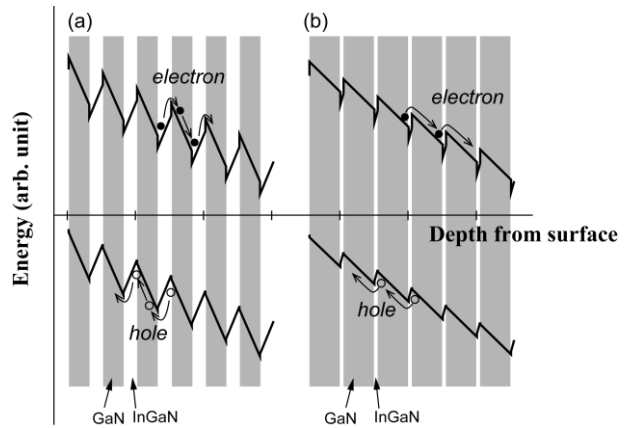 (a)
(b)
electron
electron
Energy (arb. unit)
Depth from surface
hole
hole
GaN
InGaN
GaN
InGaN